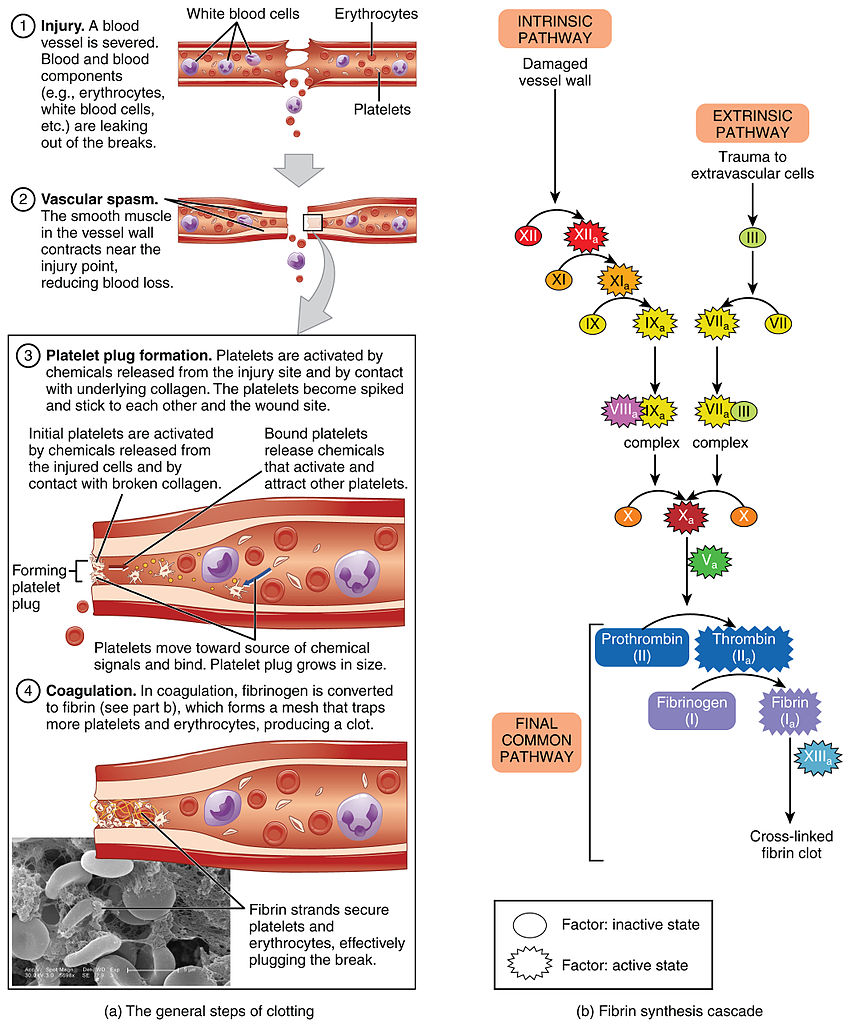 1 Injury. A blood
vessel is severed.
Blood and blood
components
(e.g., erythrocytes,
white blood cells,
etc.) are leaking
out of the breaks.
White blood cells
Erythrocytes
Platelets
2 Vascular spasm.
The smooth muscle
in the vessel wall
contracts near the
injury point,
reducing blood loss.
3 Platelet plug formation. Platelets are activated by
chemicals released from the injury site and by contact
with underlying collagen. The platelets become spiked
and stick to each other and the wound site.
Initial platelets are activated
by chemicals released from
the injured cells and by
contact with broken collagen.
Bound platelets
release chemicals
that activate and
attract other platelets.
Forming
platelet
plug
Platelets move toward source of chemical
signals and bind. Platelet plug grows in size.
4 Coagulation. In coagulation, fibrinogen is converted
to fibrin (see part b), which forms a mesh that traps
more platelets and erythrocytes, producing a clot.
Fibrin strands secure
platelets and
erythrocytes, effectively
plugging the break.
Acc.V Spot Magn Det WD Exp
SE
(a) The general steps of clotting
INTRINSIC
PATHWAY
Damaged
vessel wall
EXTRINSIC
PATHWAY
Trauma to
extravascular cells
XII
XIIa
III
XI
XIa
IX
IXa
VIIa
VII
VIIIa
IXa
VIIa
III
complex
complex
X
Xa
X
Va
Prothrombin
(II)
Thrombin
(IIa)
Fibrinogen
(I)
Fibrin
(Ia)
FINAL
COMMON
PATHWAY
XIIIa
Cross-linked
fibrin clot
Factor: inactive state
Factor: active state
(b) Fibrin synthesis cascade